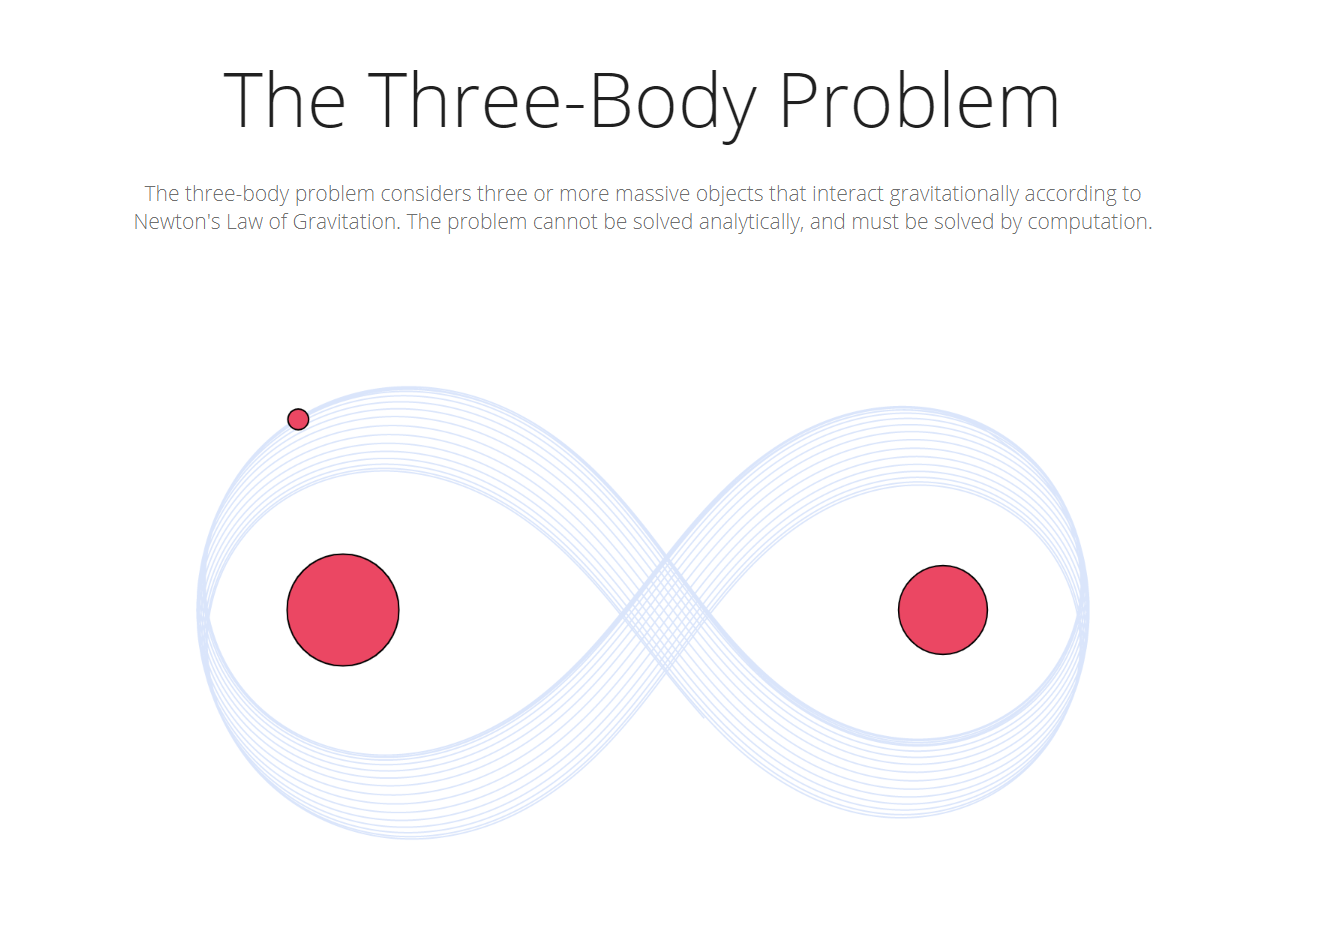 The Three-Body Problem
The three-body problem considers three or more massive objects that interact gravitationally according to
Newton's Law of Gravitation. The problem cannot be solved analytically, and must be solved by computation.